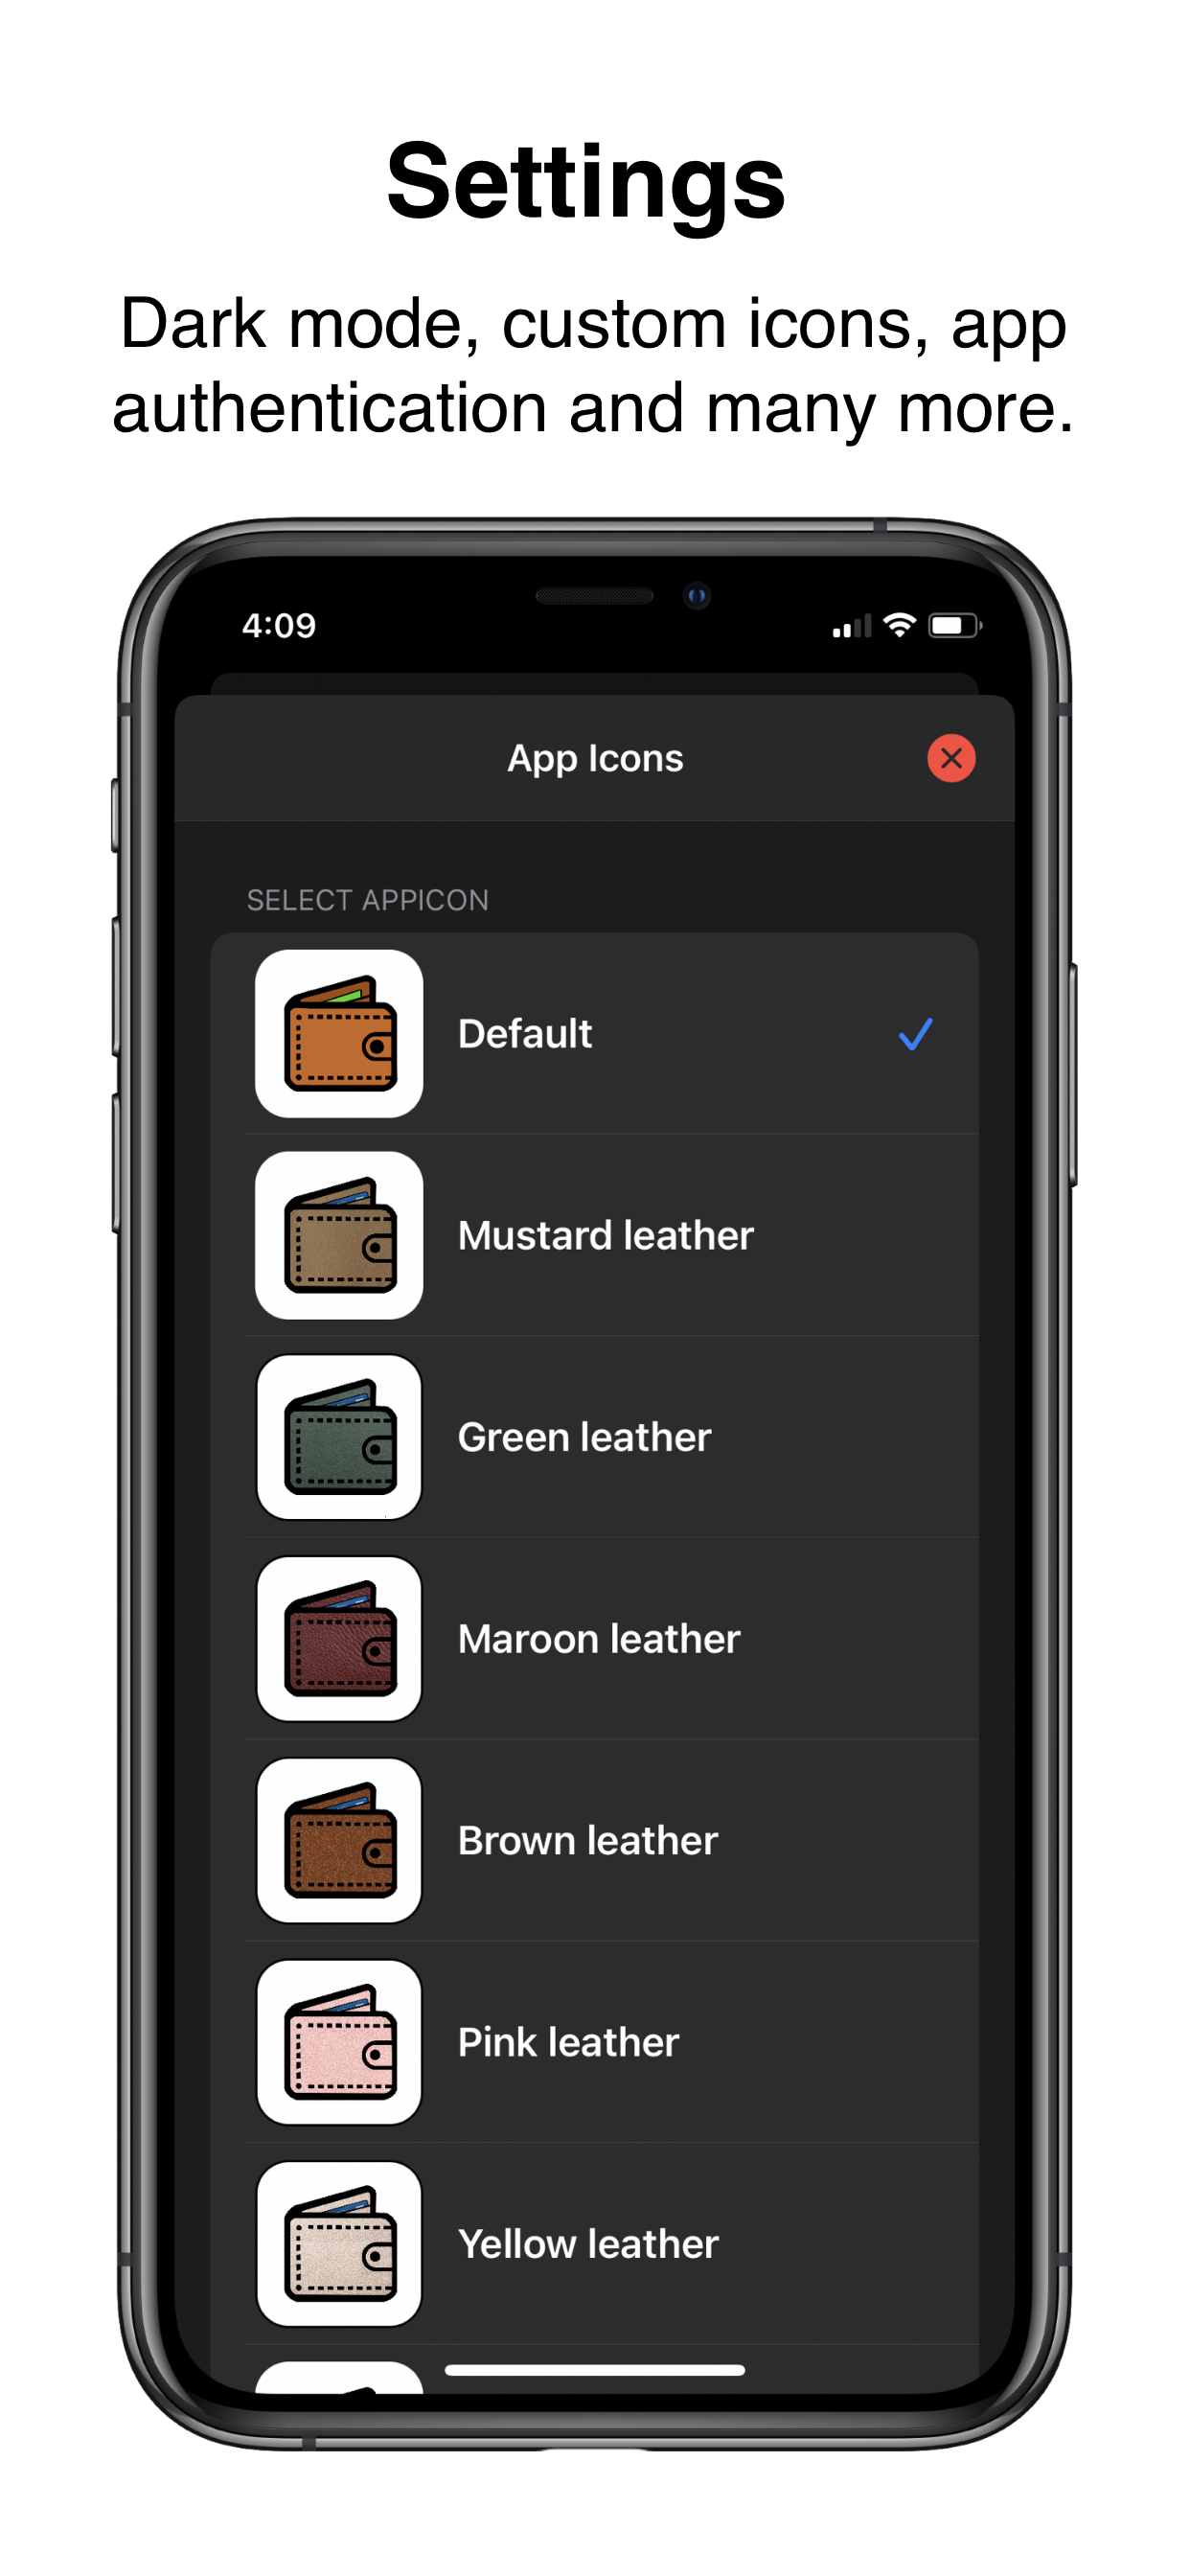 Settings
Dark mode, custom icons, app
authentication and many more.
4:09
App Icons
SELECT APPICON
Default
Mustard leather
Green leather
Maroon leather
Brown leather
Pink leather
Yellow leather